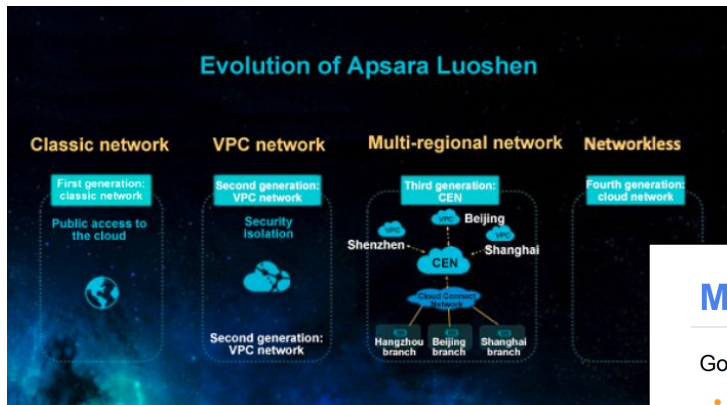 Evolution of Apsara Luoshen
Classic network
VPC network
Multi-regional network
Networkless
First generation:
classic network
Second generation:
VPC network
Third generation:
CEN
Fourth generation:
cloud network
Public access to
the cloud
Security
isolation
VPC
Beijing
VPC
Shenzhen
VPC
Shanghai
CEN
Cloud Connect
Network
Second generation:
VPC network
Hangzhou
branch
Beijing
branch
Shanghai
branch
M
Go